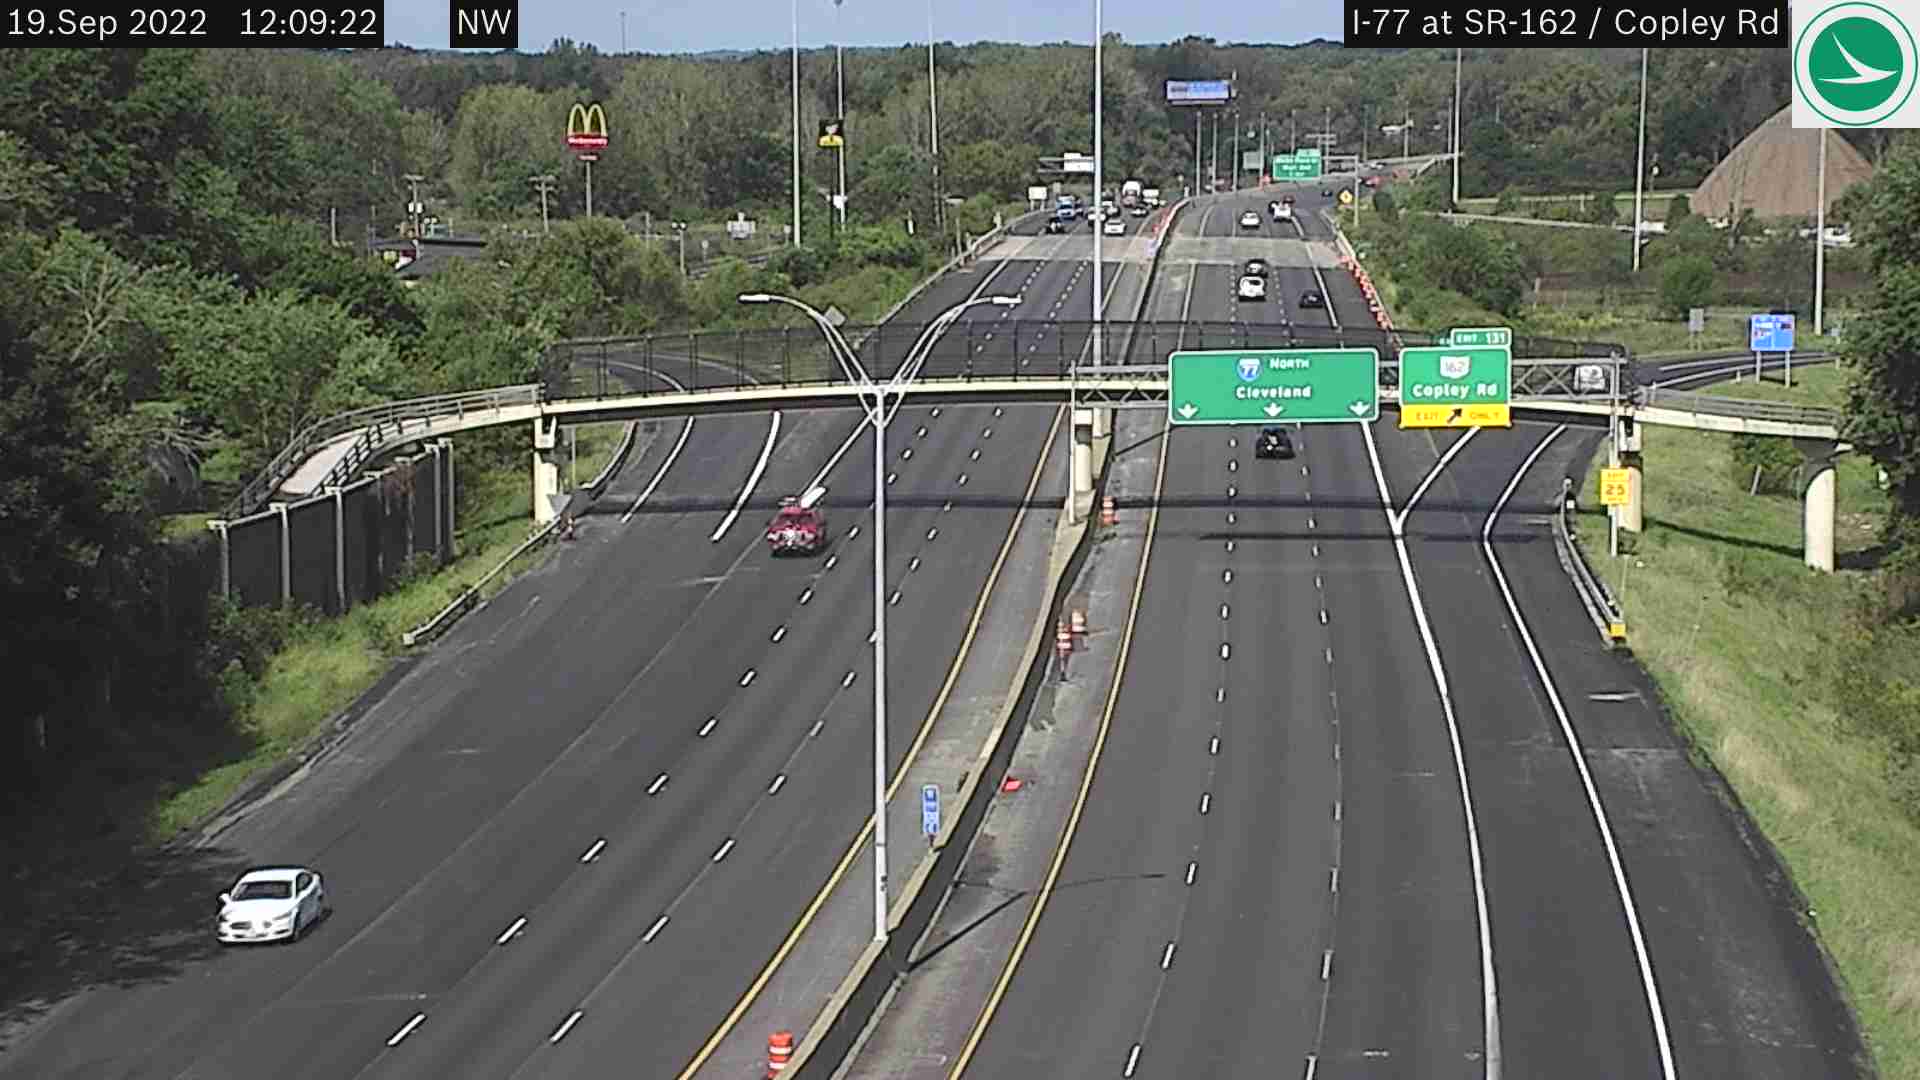 19.Sep 2022 12:09:22
NW
I-77 at SR-162 / Copley Rd
McDonald's
EXIT 131
77 NORTH
Cleveland
162
Copley Rd
EXIT ONLY
25